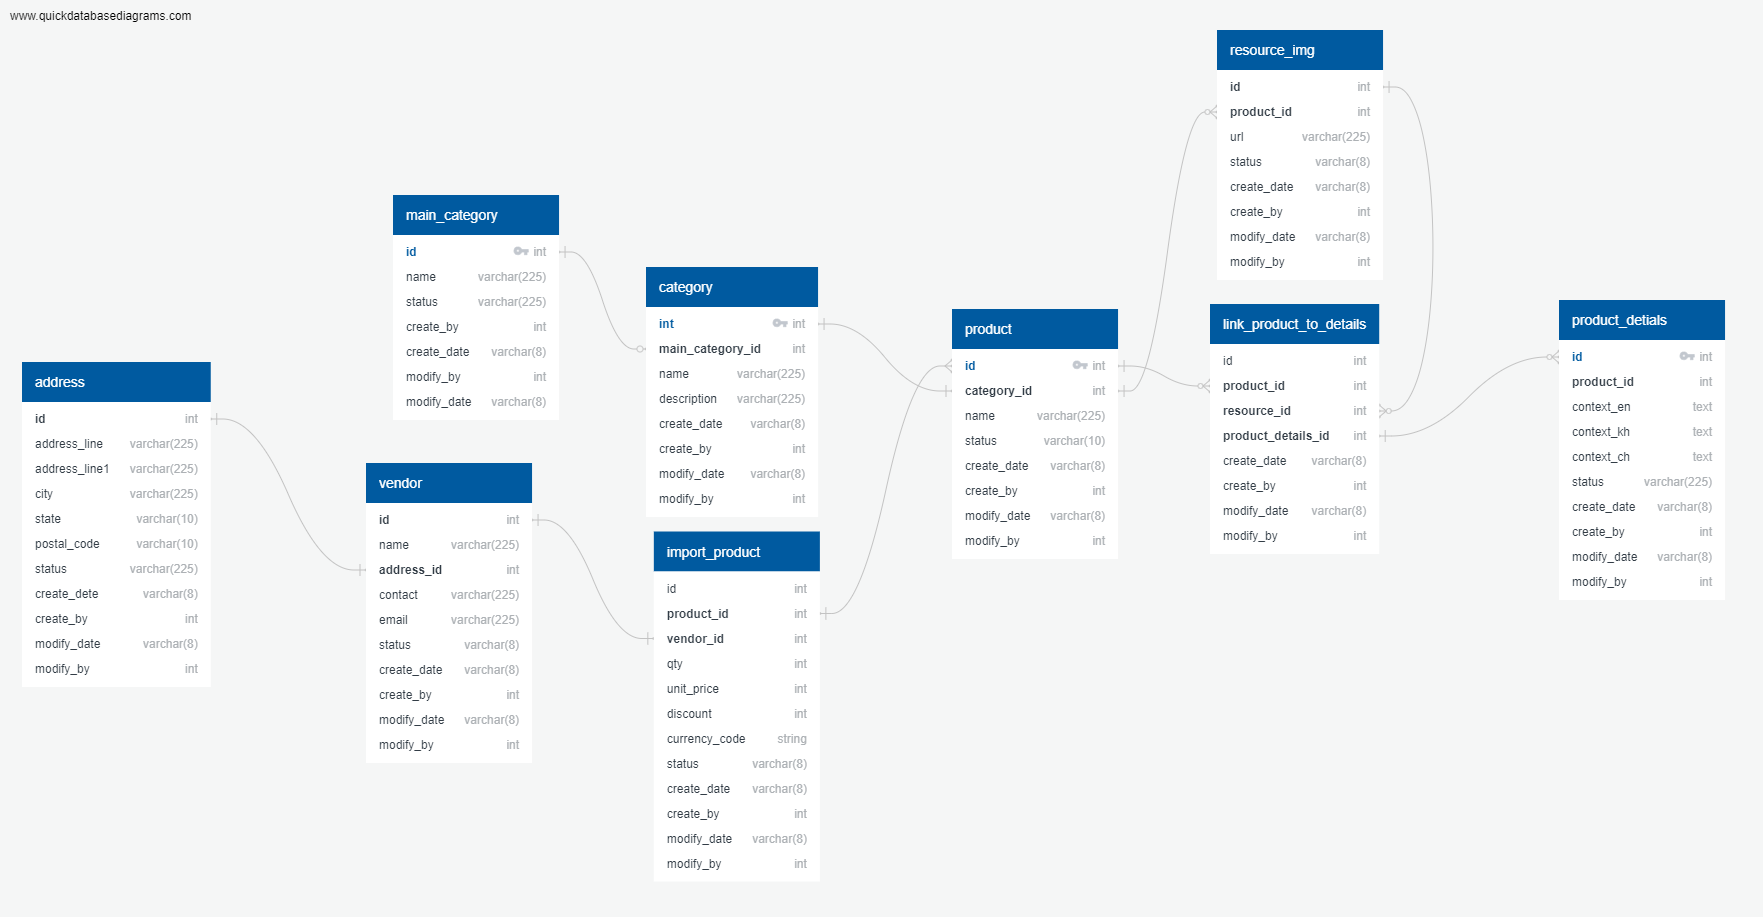 www.quickdatabasediagrams.com
address
id int
address_line varchar(225)
address_line1 varchar(225)
city varchar(225)
state varchar(10)
postal_code varchar(10)
status varchar(225)
create_dete varchar(8)
create_by int
modify_date varchar(8)
modify_by int
main_category
id int
name varchar(225)
status varchar(225)
create_by int
create_date varchar(8)
modify_by int
modify_date varchar(8)
vendor
id int
name varchar(225)
address_id int
contact varchar(225)
email varchar(225)
status varchar(8)
create_date varchar(8)
create_by int
modify_date varchar(8)
modify_by int
category
int int
main_category_id int
name varchar(225)
description varchar(225)
create_date varchar(8)
create_by int
modify_date varchar(8)
modify_by int
import_product
id int
product_id int
vendor_id int
qty int
unit_price int
discount int
currency_code string
status varchar(8)
create_date varchar(8)
create_by int
modify_date varchar(8)
modify_by int
product
id int
category_id int
name varchar(225)
status varchar(10)
create_date varchar(8)
create_by int
modify_date varchar(8)
modify_by int
resource_img
id int
product_id int
url varchar(225)
status varchar(8)
create_date varchar(8)
create_by int
modify_date varchar(8)
modify_by int
link_product_to_details
id int
product_id int
resource_id int
product_details_id int
create_date varchar(8)
create_by int
modify_date varchar(8)
modify_by int
product_detials
id int
product_id int
context_en text
context_kh text
context_ch text
status varchar(225)
create_date varchar(8)
create_by int
modify_date varchar(8)
modify_by int